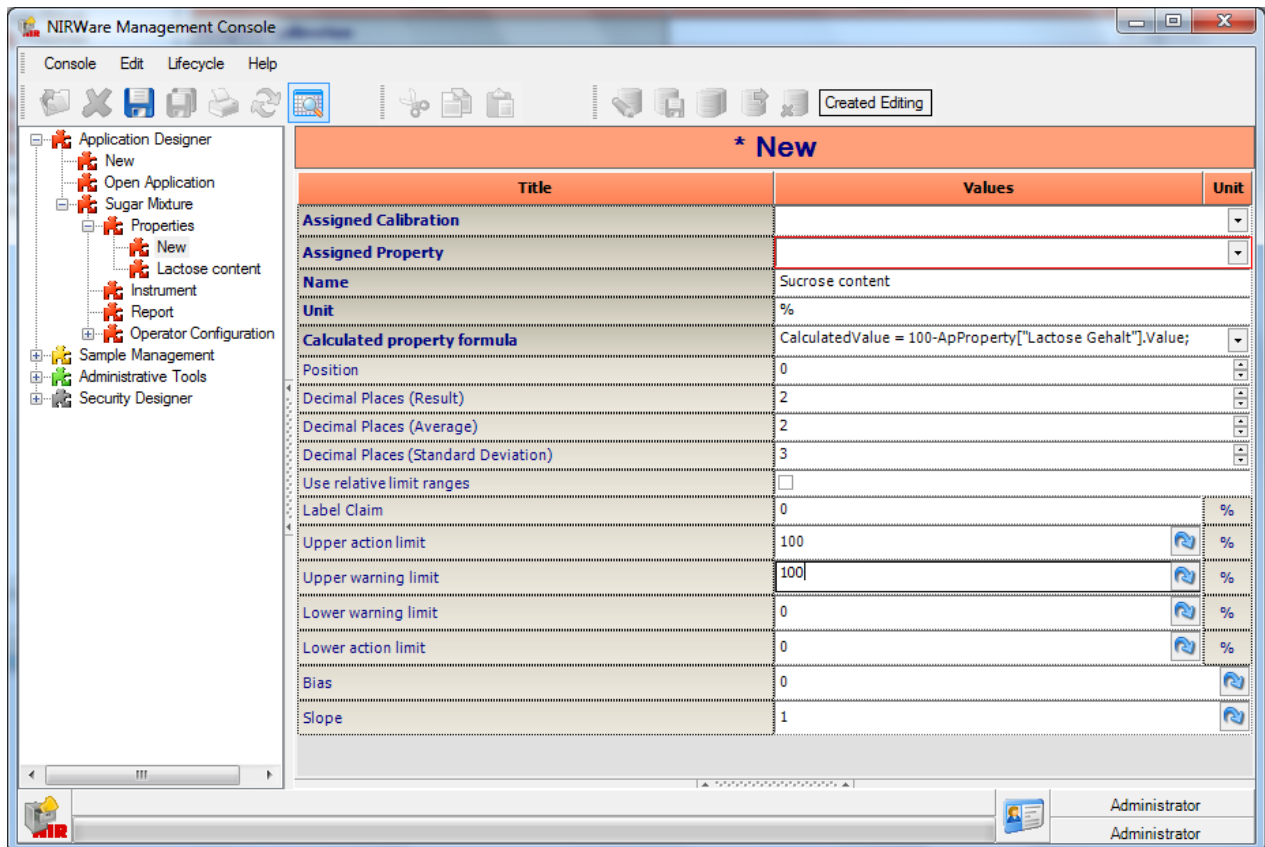 NIRWare Management Console
Console Edit Lifecycle Help
Created Editing
Application Designer
New
Open Application
Sugar Mixture
Properties
New
Lactose content
Instrument
Report
Operator Configuration
Sample Management
Administrative Tools
Security Designer
* New
Title Values Unit
Assigned Calibration
Assigned Property
Name Sucrose content
Unit %
Calculated property formula CalculatedValue = 100-ApProperty["Lactose Gehalt"].Value;
Position 0
Decimal Places (Result) 2
Decimal Places (Average) 2
Decimal Places (Standard Deviation) 3
Use relative limit ranges
Label Claim 0 %
Upper action limit 100 %
Upper warning limit 100 %
Lower warning limit 0 %
Lower action limit 0 %
Bias 0
Slope 1
NIR
Administrator
Administrator